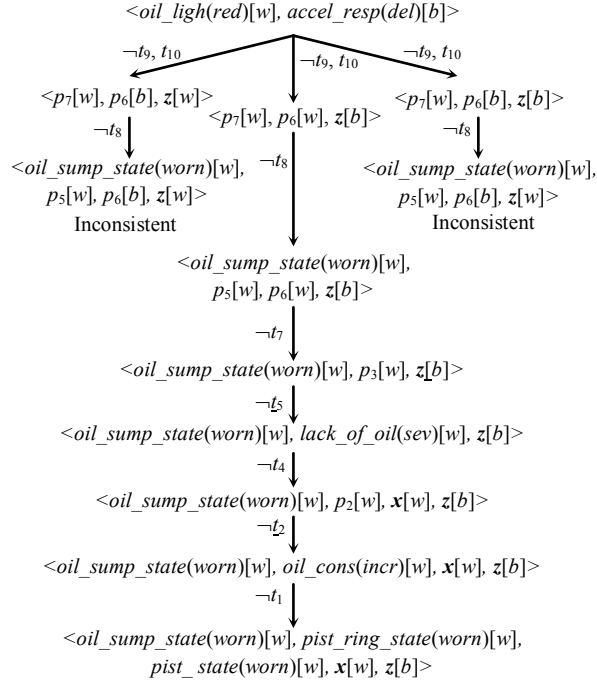 <oil_ligh(red)[w], accel_resp(del)[b]>
¬t₉, t₁₀
¬t₉, t₁₀
¬t₉, t₁₀
<p₇[w], p₆[b], z[w]>
<p₇[w], p₆[w], z[b]>
<p₇[w], p₆[b], z[b]>
¬t₈
¬t₈
¬t₈
<oil_sump_state(worn)[w],
p₅[w], p₆[b], z[w]>
Inconsistent
<oil_sump_state(worn)[w],
p₅[w], p₆[b], z[w]>
Inconsistent
<oil_sump_state(worn)[w],
p₅[w], p₆[w], z[b]>
¬t₇
<oil_sump_state(worn)[w], p₃[w], z[b]>
¬t₅
<oil_sump_state(worn)[w], lack_of_oil(sev)[w], z[b]>
¬t₄
<oil_sump_state(worn)[w], p₂[w], x[w], z[b]>
¬t₂
<oil_sump_state(worn)[w], oil_cons(incr)[w], x[w], z[b]>
¬t₁
<oil_sump_state(worn)[w], pist_ring_state(worn)[w],
pist_ state(worn)[w], x[w], z[b]>